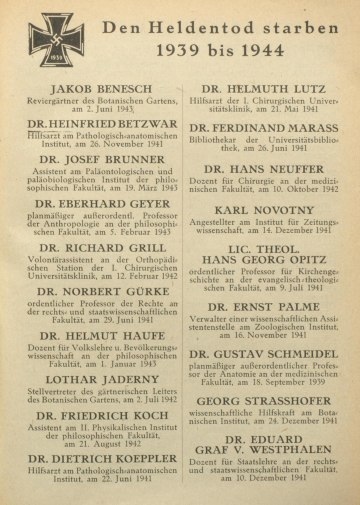 Den Heldentod starben
1939 bis 1944
1939
JAKOB BENESCH
Reviergärtner des Botanischen Gartens,
am 2. Juni 1943,
DR. HEINFRIED BETZWAR
Hilfsarzt am Pathologisch-anatomischen
Institut, am 26. November 1941
DR. JOSEF BRUNNER
Assistent am Paläontologischen und
paläobiologischen Institut der philo-
sophischen Fakultät, am 19. März 1943
DR. EBERHARD GEYER
planmäßiger außerordentl. Professor
der Anthropologie an der philosophi-
schen Fakultät, am 5. Februar 1943
DR. RICHARD GRILL
Volontärassistent an der Orthopädi-
schen Station der I. Chirurgischen
Universitätsklinik, am 12. Februar 1942
DR. NORBERT GÜRKE
ordentlicher Professor der Rechte an
der rechts- und staatswissenschaftlichen
Fakultät, am 29. Juni 1941
DR. HELMUT HAUFE
Dozent für Volkslehre u. Bevölkerungs-
wissenschaft an der philosophischen
Fakultät, am 1. Januar 1943
LOTHAR JADERNY
Stellvertreter des gärtnerischen Leiters
des Botanischen Gartens, am 2. Juli 1942
DR. FRIEDRICH KOCH
Assistent am II. Physikalischen Institut
der philosophischen Fakultät,
am 21. August 1942
DR. DIETRICH KOEPPLER
Hilfsarzt am Pathologisch-anatomischen
Institut, am 22. Juni 1941
DR. HELMUTH LUTZ
Hilfsarzt der I. Chirurgischen Univer-
sitätsklinik, am 21. Mai 1941
DR. FERDINAND MARASS
Bibliothekar der Universitätsbiblio-
thek, am 26. Juni 1941
DR. HANS NEUFFER
Dozent für Chirurgie an der medizini-
schen Fakultät, am 10. Oktober 1942
KARL NOVOTNY
Angestellter am Institut für Zeitungs-
wissenschaft, am 14. Dezember 1941
LIC. THEOL.
HANS GEORG OPITZ
ordentlicher Professor für Kirchenge-
schichte an der evangelisch-theologi-
schen Fakultät, am 9. Juli 1941
DR. ERNST PALME
Verwalter einer wissenschaftlichen Assi-
stentenstelle am Zoologischen Institut,
am 16. November 1941
DR. GUSTAV SCHMEIDEL
planmäßiger außerordentlicher Profes-
sor der Anatomie an der medizinischen
Fakultät, am 18. September 1939
GEORG STRASSHOFER
wissenschaftliche Hilfskraft am Bota-
nischen Institut, am 24. Dezember 1941
DR. EDUARD
GRAF V. WESTPHALEN
Dozent für Staatslehre an der rechts-
und staatswissenschaftlichen Fakultät,
am 10. Dezember 1941